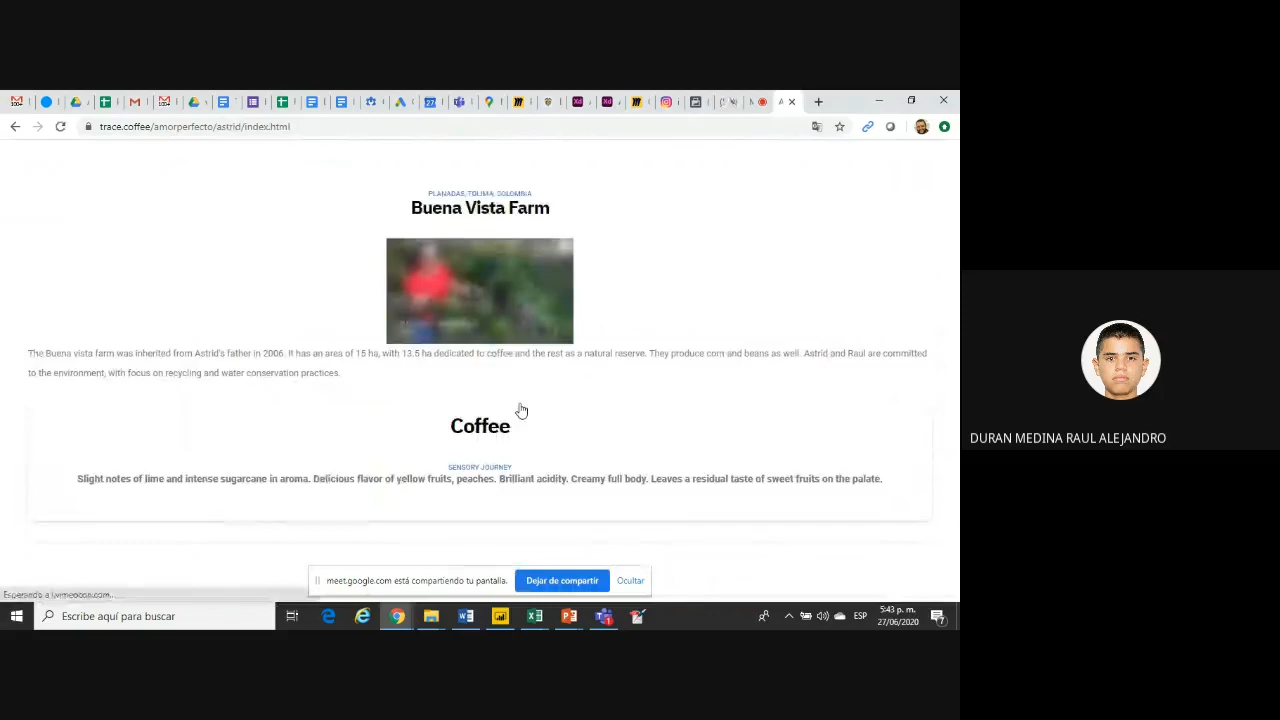 trace.coffee/amorperfecto/astrid/index.html
PLANADAS, TOLIMA, COLOMBIA
Buena Vista Farm
The Buena vista farm was inherited from Astrid's father in 2006. It has an area of 15 ha, with 13.5 ha dedicated to coffee and the rest as a natural reserve. They produce corn and beans as well. Astrid and Raul are committed
to the environment, with focus on recycling and water conservation practices.
Coffee
SENSORY JOURNEY
Slight notes of lime and intense sugarcane in aroma. Delicious flavor of yellow fruits, peaches. Brilliant acidity. Creamy full body. Leaves a residual taste of sweet fruits on the palate.
DURAN MEDINA RAUL ALEJANDRO
meet.google.com está compartiendo tu pantalla. Dejar de compartir Ocultar
Esperando a
Escribe aquí para buscar
ESP
5:43 p. m.
27/06/2020